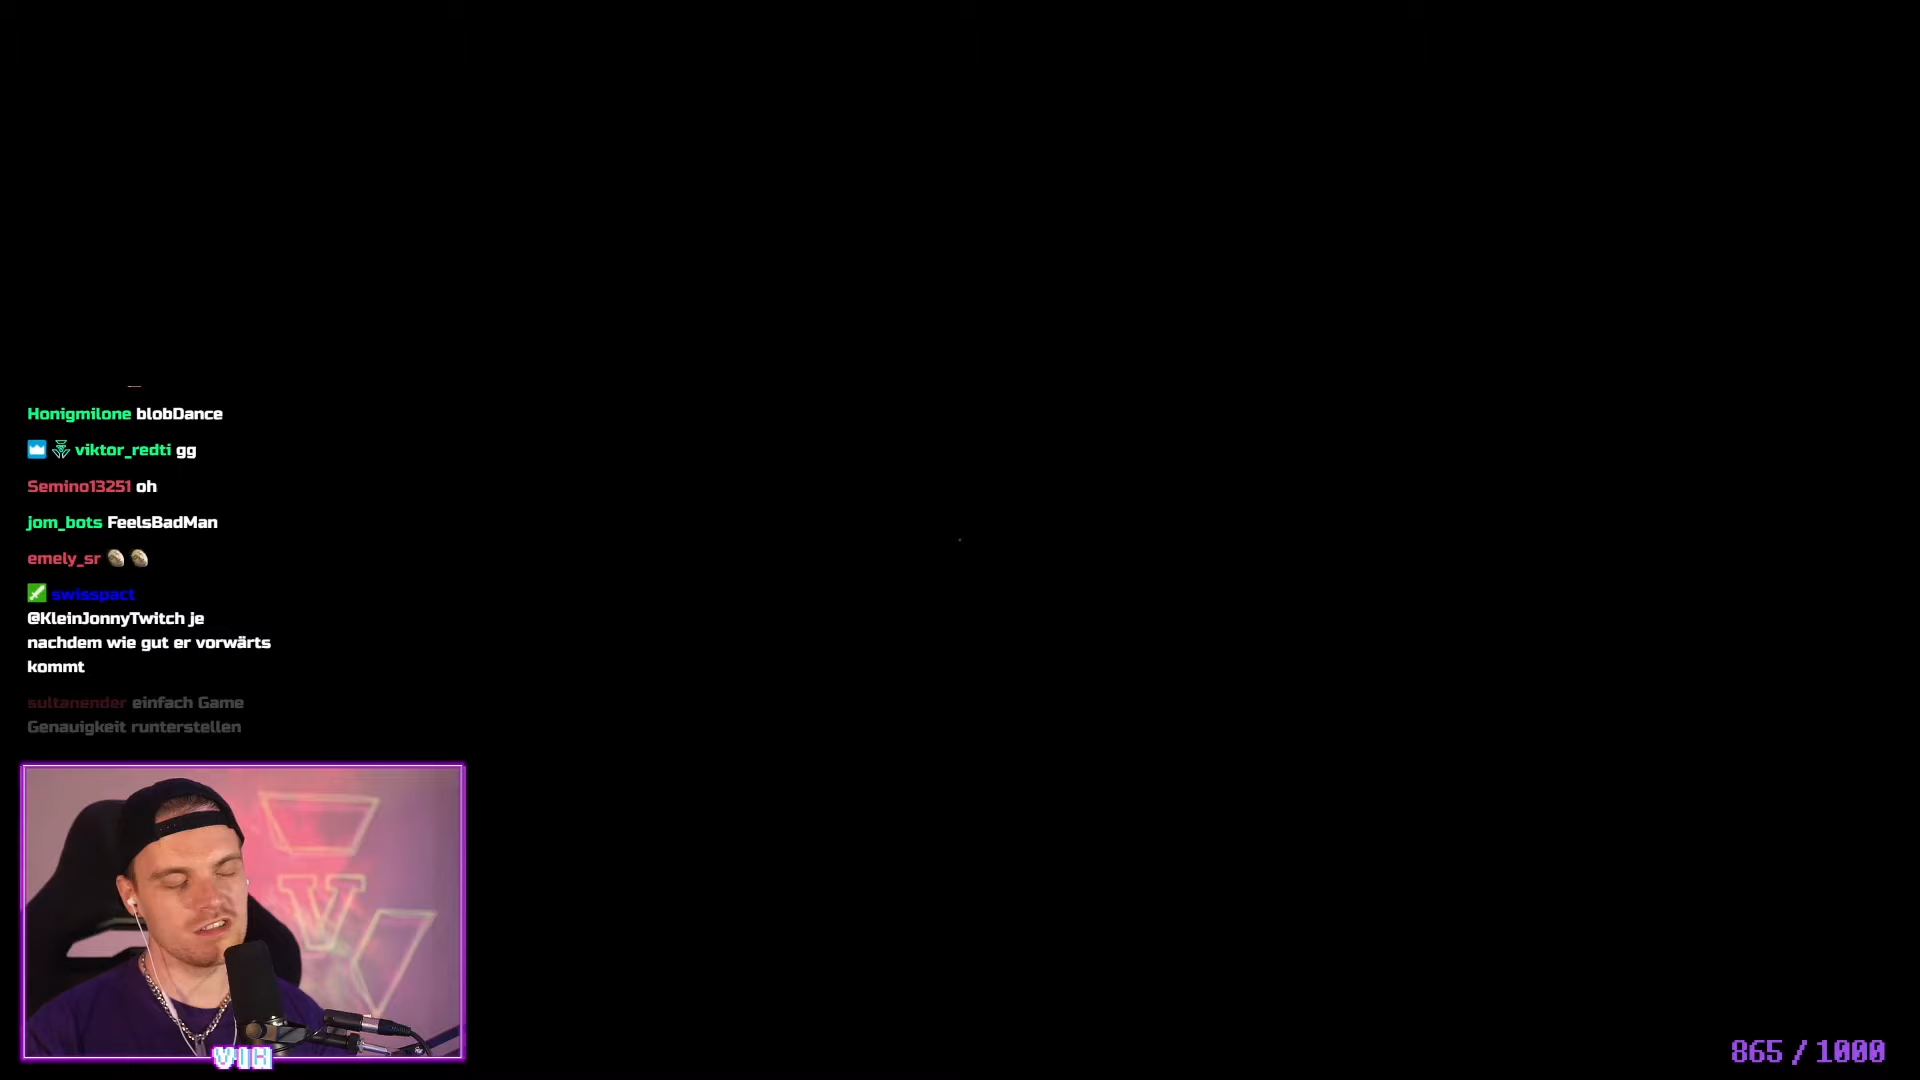 Honigmilone blobDance
viktor_redti gg
Semino13251 oh
jom_bots FeelsBadMan
emely_sr
swisspact
@KleinJonnyTwitch je
nachdem wie gut er vorwärts
kommt
sultanender einfach Game
Genauigkeit runterstellen
VIK
865 / 1000